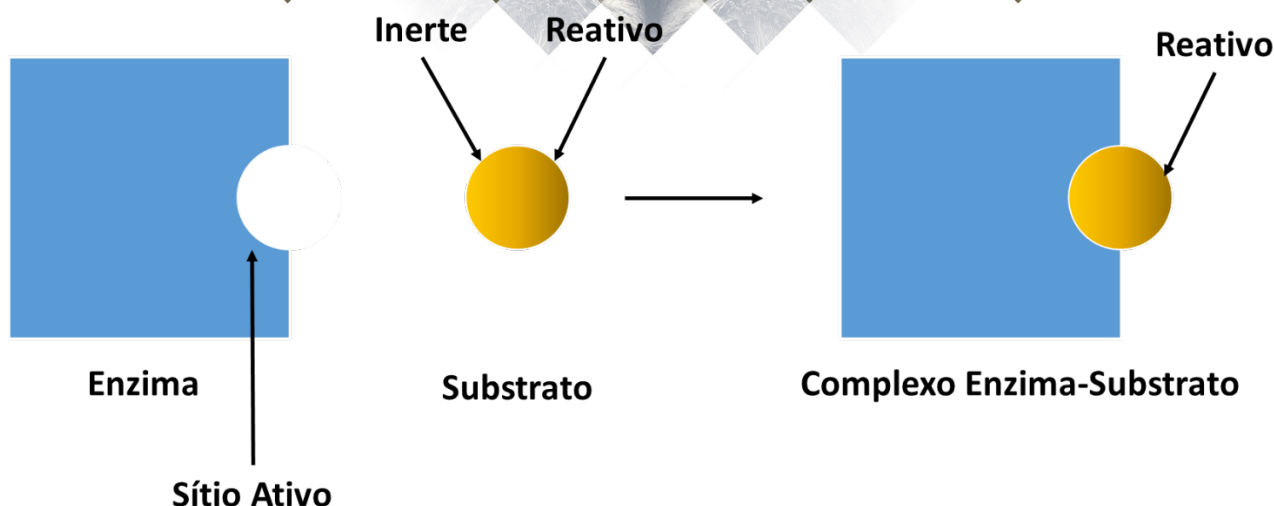 Inerte
Reativo
Reativo
Enzima
Substrato
Complexo Enzima-Substrato
Sítio Ativo